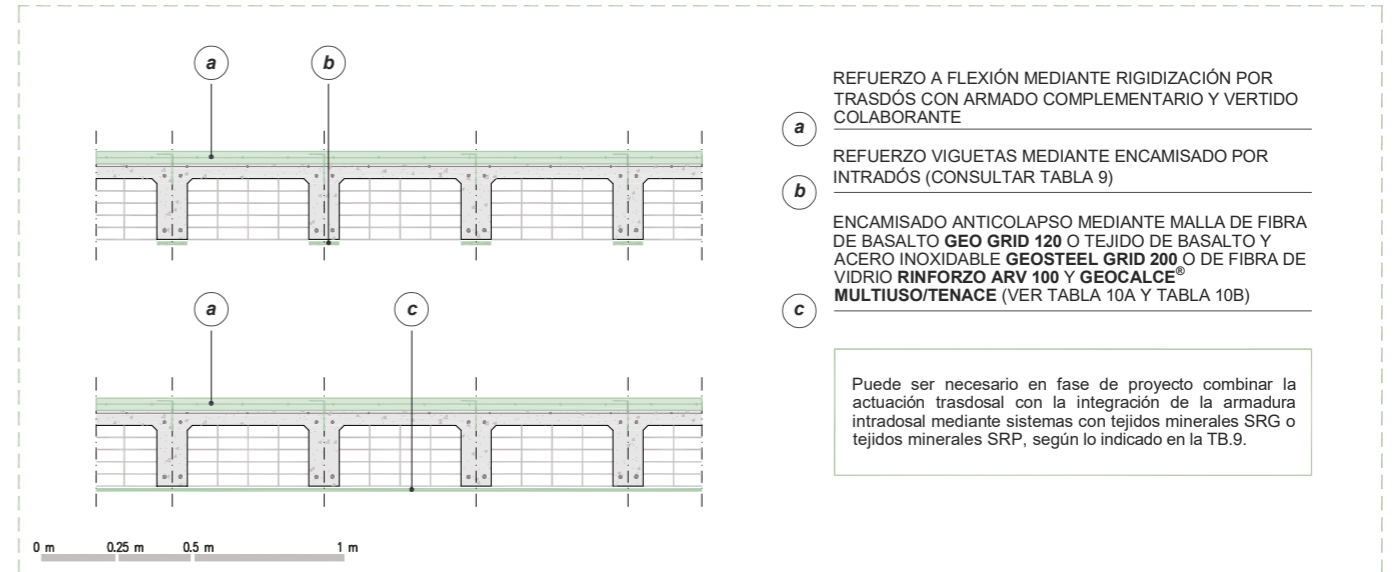 a
b
a
c
0 m 0.25 m 0.5 m 1 m
REFUERZO A FLEXIÓN MEDIANTE RIGIDIZACIÓN POR
TRASDÓS CON ARMADO COMPLEMENTARIO Y VERTIDO
COLABORANTE
a
REFUERZO VIGUETAS MEDIANTE ENCAMISADO POR
INTRADÓS (CONSULTAR TABLA 9)
b
ENCAMISADO ANTICOLAPSO MEDIANTE MALLA DE FIBRA
DE BASALTO GEO GRID 120 O TEJIDO DE BASALTO Y
ACERO INOXIDABLE GEOSTEEL GRID 200 O DE FIBRA DE
VIDRIO RINFORZO ARV 100 Y GEOCALCE®
MULTIUSO/TENACE (VER TABLA 10A Y TABLA 10B)
c
Puede ser necesario en fase de proyecto combinar la
actuación trasdosal con la integración de la armadura
intradosal mediante sistemas con tejidos minerales SRG o
tejidos minerales SRP, según lo indicado en la TB.9.